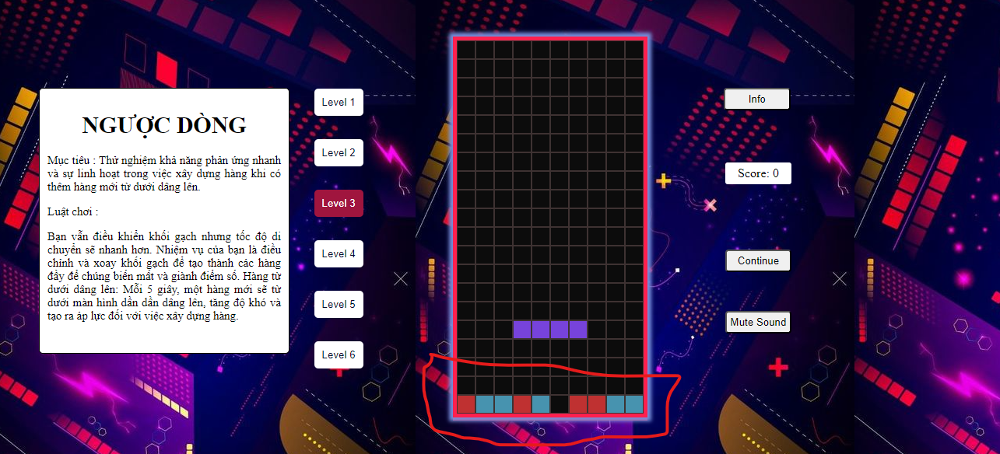 NGƯỢC DÒNG
Mục tiêu : Thử nghiệm khả năng phản ứng nhanh
và sự linh hoạt trong việc xây dựng hàng khi có
thêm hàng mới từ dưới dâng lên.
Luật chơi :
Bạn vẫn điều khiển khối gạch nhưng tốc độ di
chuyển sẽ nhanh hơn. Nhiệm vụ của bạn là điều
chỉnh và xoay khối gạch để tạo thành các hàng
đầy để chúng biến mất và giành điểm số. Hàng từ
dưới dâng lên: Mỗi 5 giây, một hàng mới sẽ từ
dưới màn hình dần dần dâng lên, tăng độ khó và
tạo ra áp lực đối với việc xây dựng hàng.
Level 1
Level 2
Level 3
Level 4
Level 5
Level 6
Info
Score: 0
Continue
Mute Sound